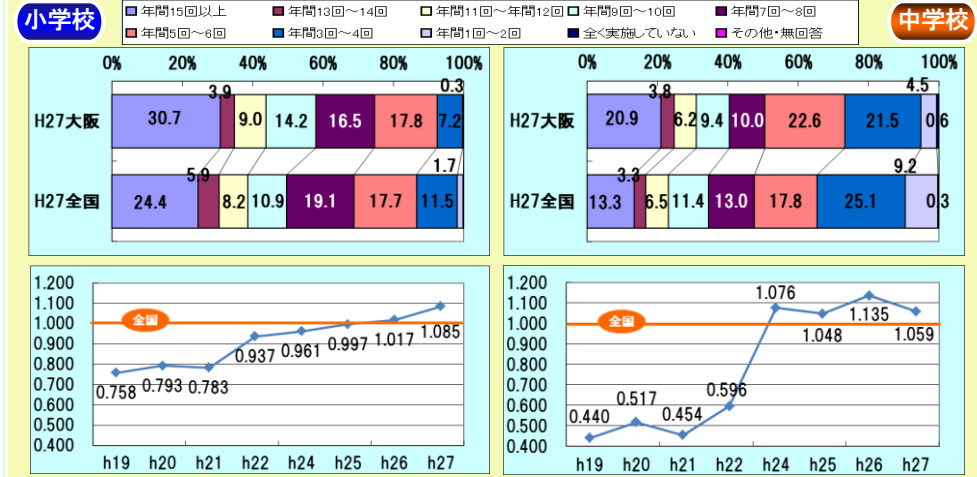 小学校
年間15回以上 年間13回～14回 年間11回～年間12回 年間9回～10回 年間7回～8回
年間5回～6回 年間3回～4回 年間1回～2回 全く実施していない その他・無回答
中学校
0% 20% 40% 60% 80% 100%
3.9 0.3
H27大阪 30.7 9.0 14.2 16.5 17.8 7.2
5.9 1.7
H27全国 24.4 8.2 10.9 19.1 17.7 11.5
0% 20% 40% 60% 80% 100%
3.8 4.5
H27大阪 20.9 6.2 9.4 10.0 22.6 21.5 0.6
3.3 9.2
H27全国 13.3 6.5 11.4 13.0 17.8 25.1 0.3
1.200
1.100
1.000
0.900
0.800
0.700
0.600
0.500
0.400
全国
0.758 0.793 0.783 0.937 0.961 0.997 1.017 1.085
h19 h20 h21 h22 h24 h25 h26 h27
1.200
1.100
1.000
0.900
0.800
0.700
0.600
0.500
0.400
全国
0.440 0.517 0.454 0.596 1.076 1.048 1.135 1.059
h19 h20 h21 h22 h24 h25 h26 h27